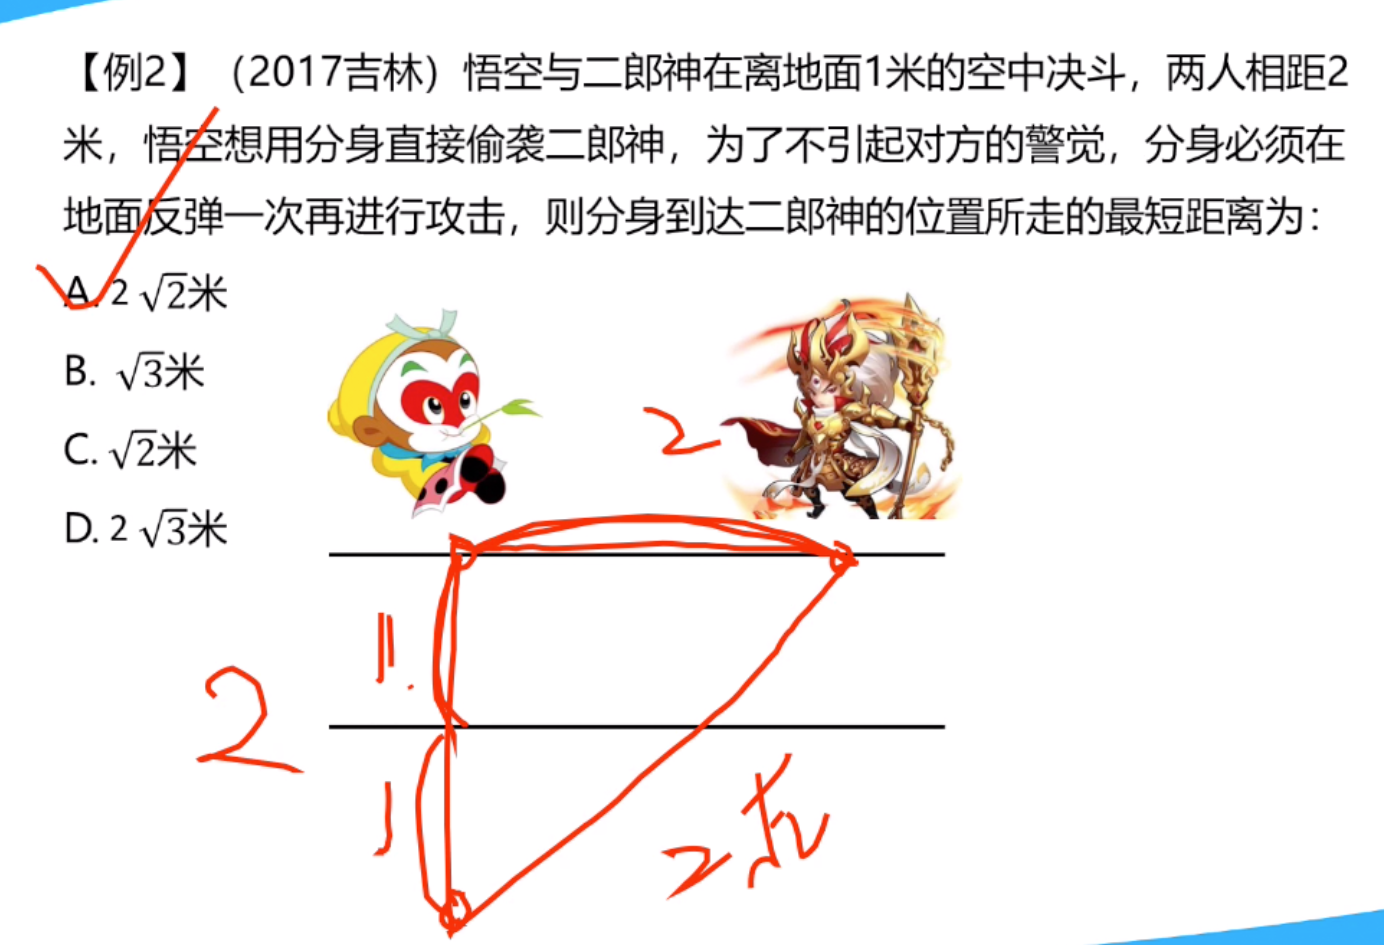 【例2】（2017吉林）悟空与二郎神在离地面1米的空中决斗，两人相距2
米，悟空想用分身直接偷袭二郎神，为了不引起对方的警觉，分身必须在
地面反弹一次再进行攻击，则分身到达二郎神的位置所走的最短距离为：
A. 2 √2米
B. √3米
C. √2米
D. 2 √3米
2
1
2
1
2√2